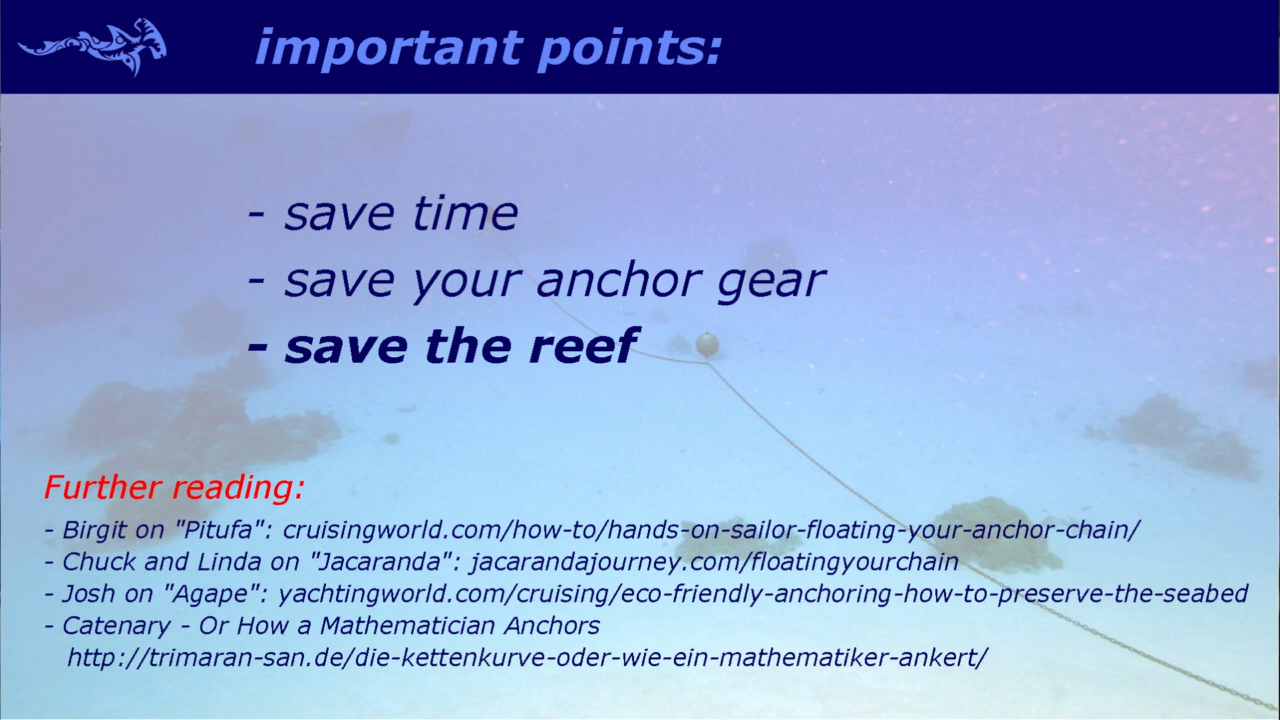 important points:
- save time
- save your anchor gear
- save the reef
Further reading:
- Birgit on "Pitufa": cruisingworld.com/how-to/hands-on-sailor-floating-your-anchor-chain/
- Chuck and Linda on "Jacaranda": jacarandajourney.com/floatingyourchain
- Josh on "Agape": yachtingworld.com/cruising/eco-friendly-anchoring-how-to-preserve-the-seabed
- Catenary - Or How a Mathematician Anchors
http://trimaran-san.de/die-kettenkurve-oder-wie-ein-mathematiker-ankert/